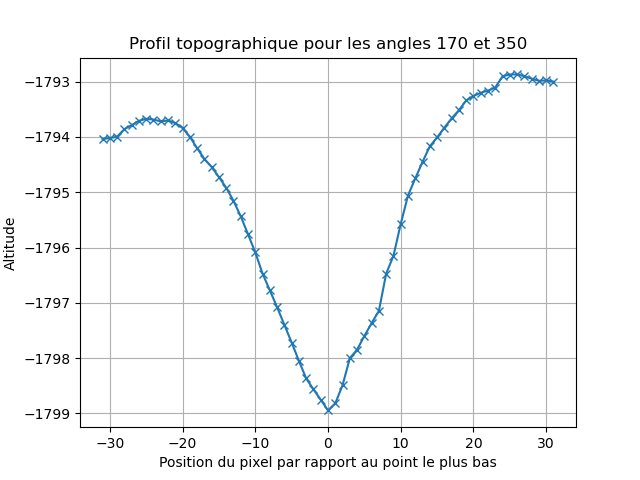 Profil topographique pour les angles 170 et 350
−1793
−1794
−1795
−1796
−1797
−1798
−1799
Altitude
−30 −20 −10 0 10 20 30
Position du pixel par rapport au point le plus bas